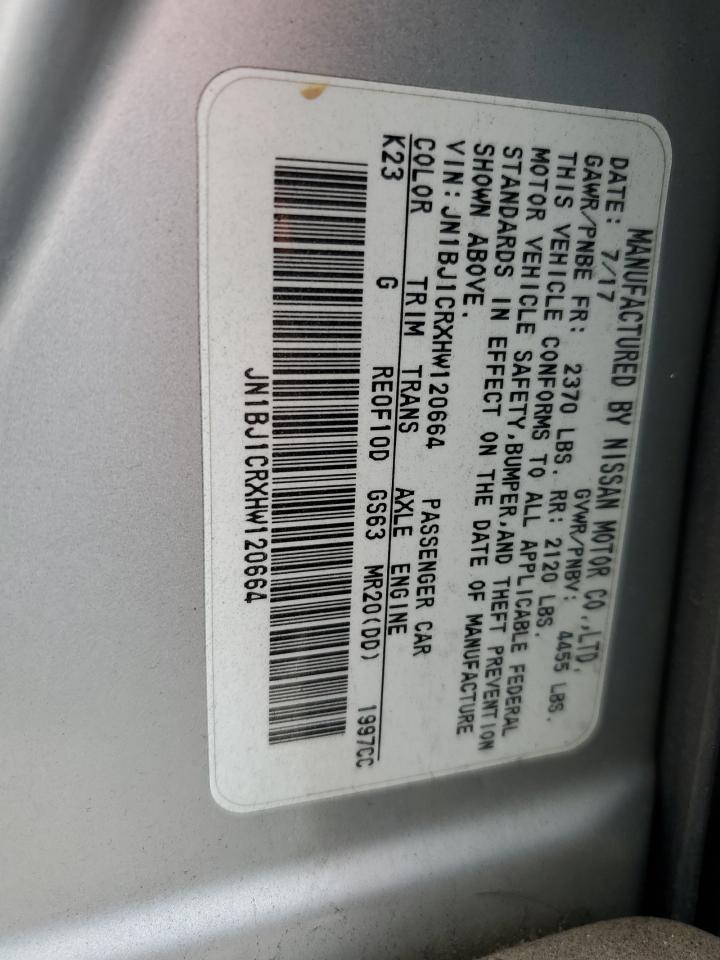 MANUFACTURED BY NISSAN MOTOR CO.,LTD.
DATE: 7/17 GVWR/PNBV: 4455 LBS.
GAWR/PNBE FR: 2370 LBS. RR: 2120 LBS.
THIS VEHICLE CONFORMS TO ALL APPLICABLE FEDERAL
MOTOR VEHICLE SAFETY,BUMPER,AND THEFT PREVENTION
STANDARDS IN EFFECT ON THE DATE OF MANUFACTURE
SHOWN ABOVE.
VIN:JN1BJ1CRXHW120664 PASSENGER CAR
COLOR TRIM TRANS AXLE ENGINE
K23 G RE0F10D GS63 MR20(DD) 1997CC
JN1BJ1CRXHW120664